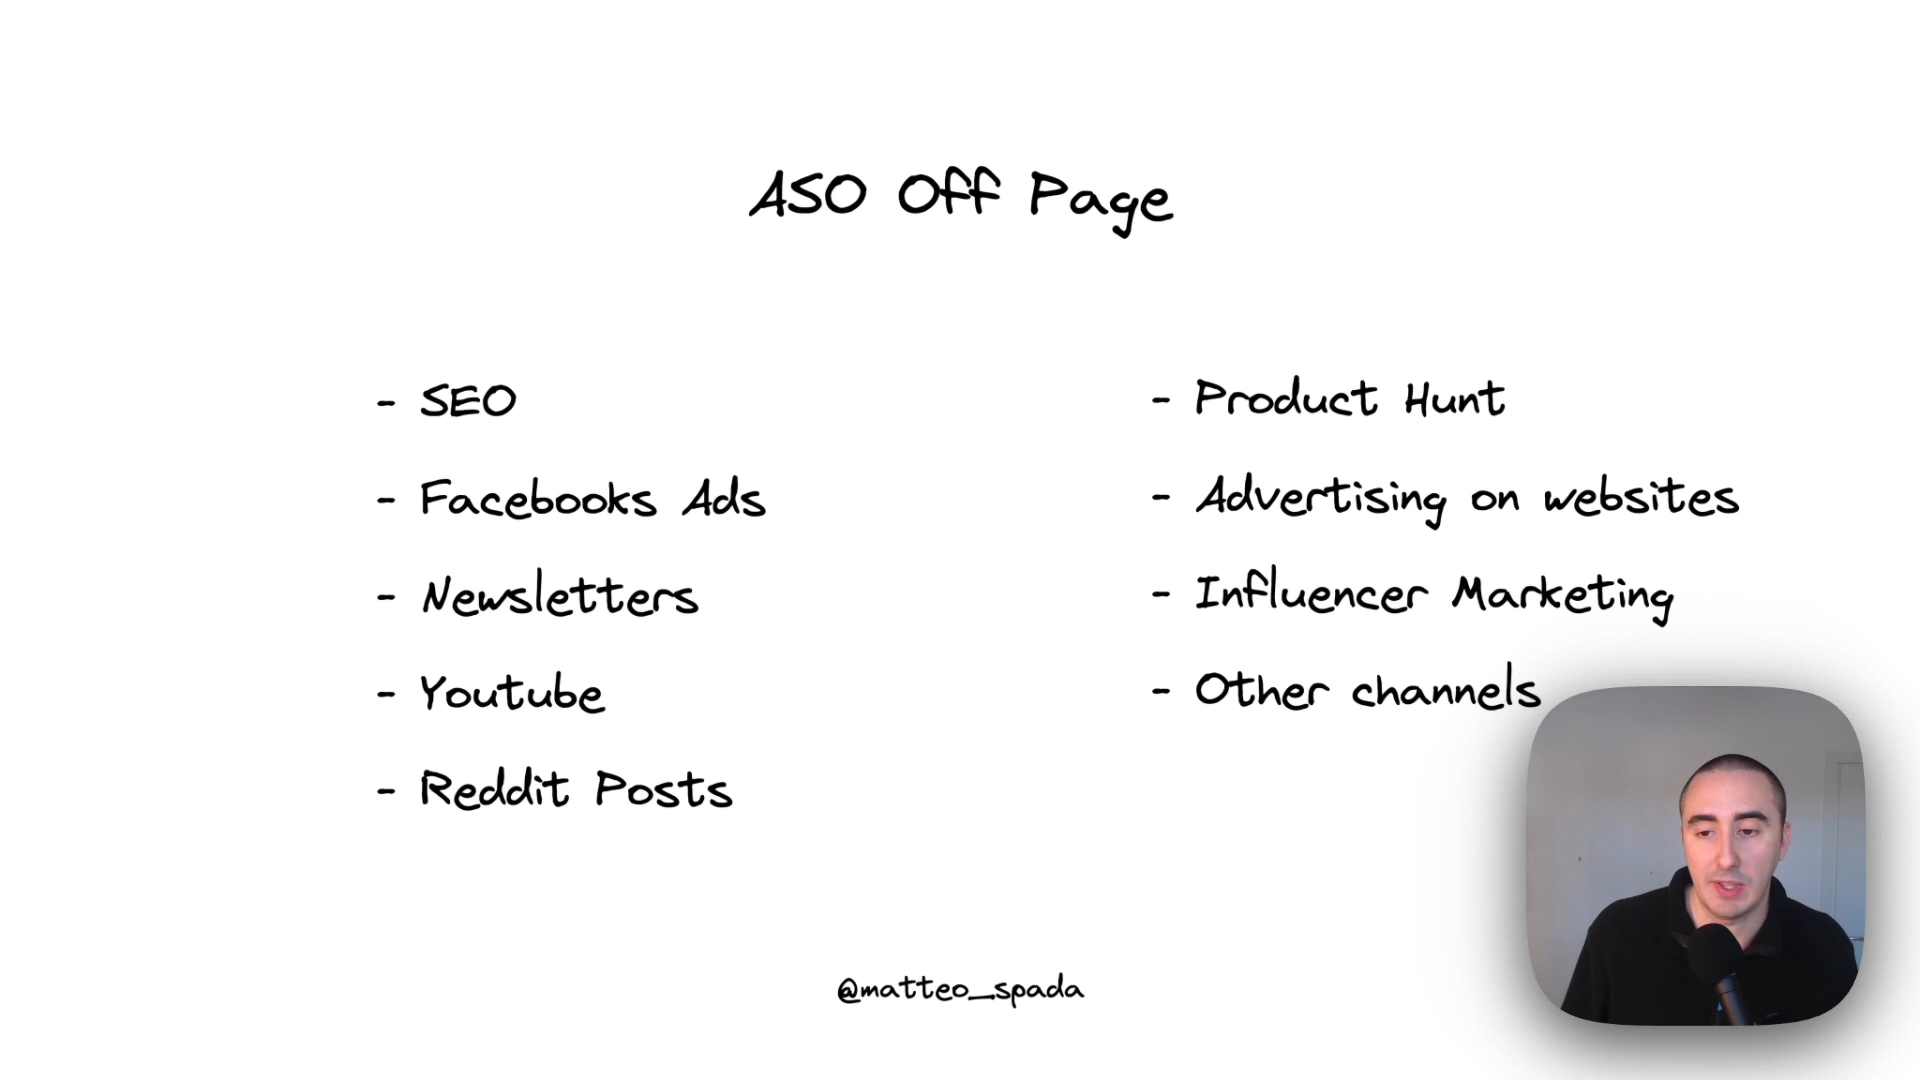 ASO Off Page
- SEO
- Facebooks Ads
- Newsletters
- Youtube
- Reddit Posts
- Product Hunt
- Advertising on websites
- Influencer Marketing
- Other channels
@matteo_spada